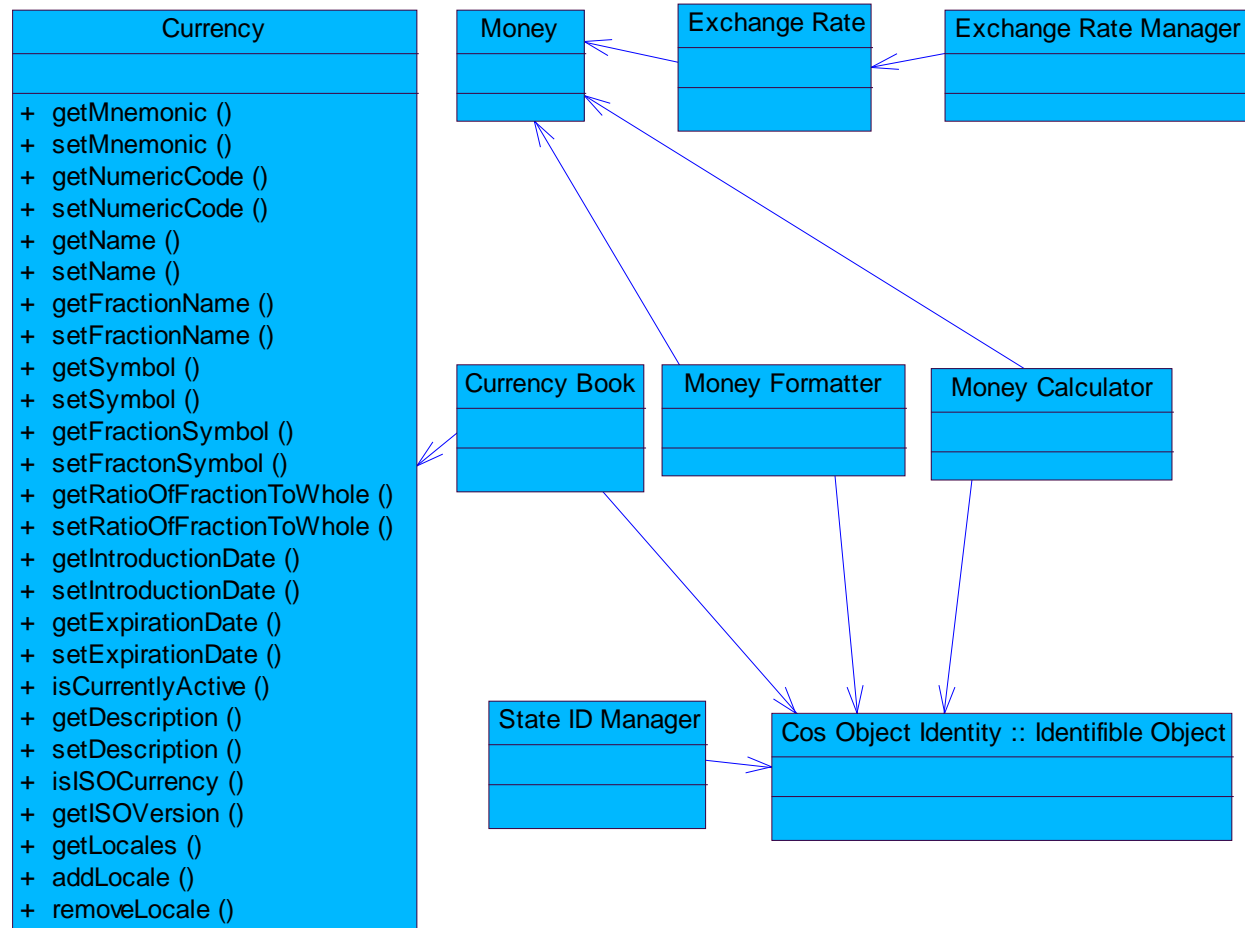 Currency
+ getMnemonic ()
+ setMnemonic ()
+ getNumericCode ()
+ setNumericCode ()
+ getName ()
+ setName ()
+ getFractionName ()
+ setFractionName ()
+ getSymbol ()
+ setSymbol ()
+ getFractionSymbol ()
+ setFractonSymbol ()
+ getRatioOfFractionToWhole ()
+ setRatioOfFractionToWhole ()
+ getIntroductionDate ()
+ setIntroductionDate ()
+ getExpirationDate ()
+ setExpirationDate ()
+ isCurrentlyActive ()
+ getDescription ()
+ setDescription ()
+ isISOCurrency ()
+ getISOVersion ()
+ getLocales ()
+ addLocale ()
+ removeLocale ()
Money
Exchange Rate
Exchange Rate Manager
Currency Book
Money Formatter
Money Calculator
State ID Manager
Cos Object Identity :: Identifible Object